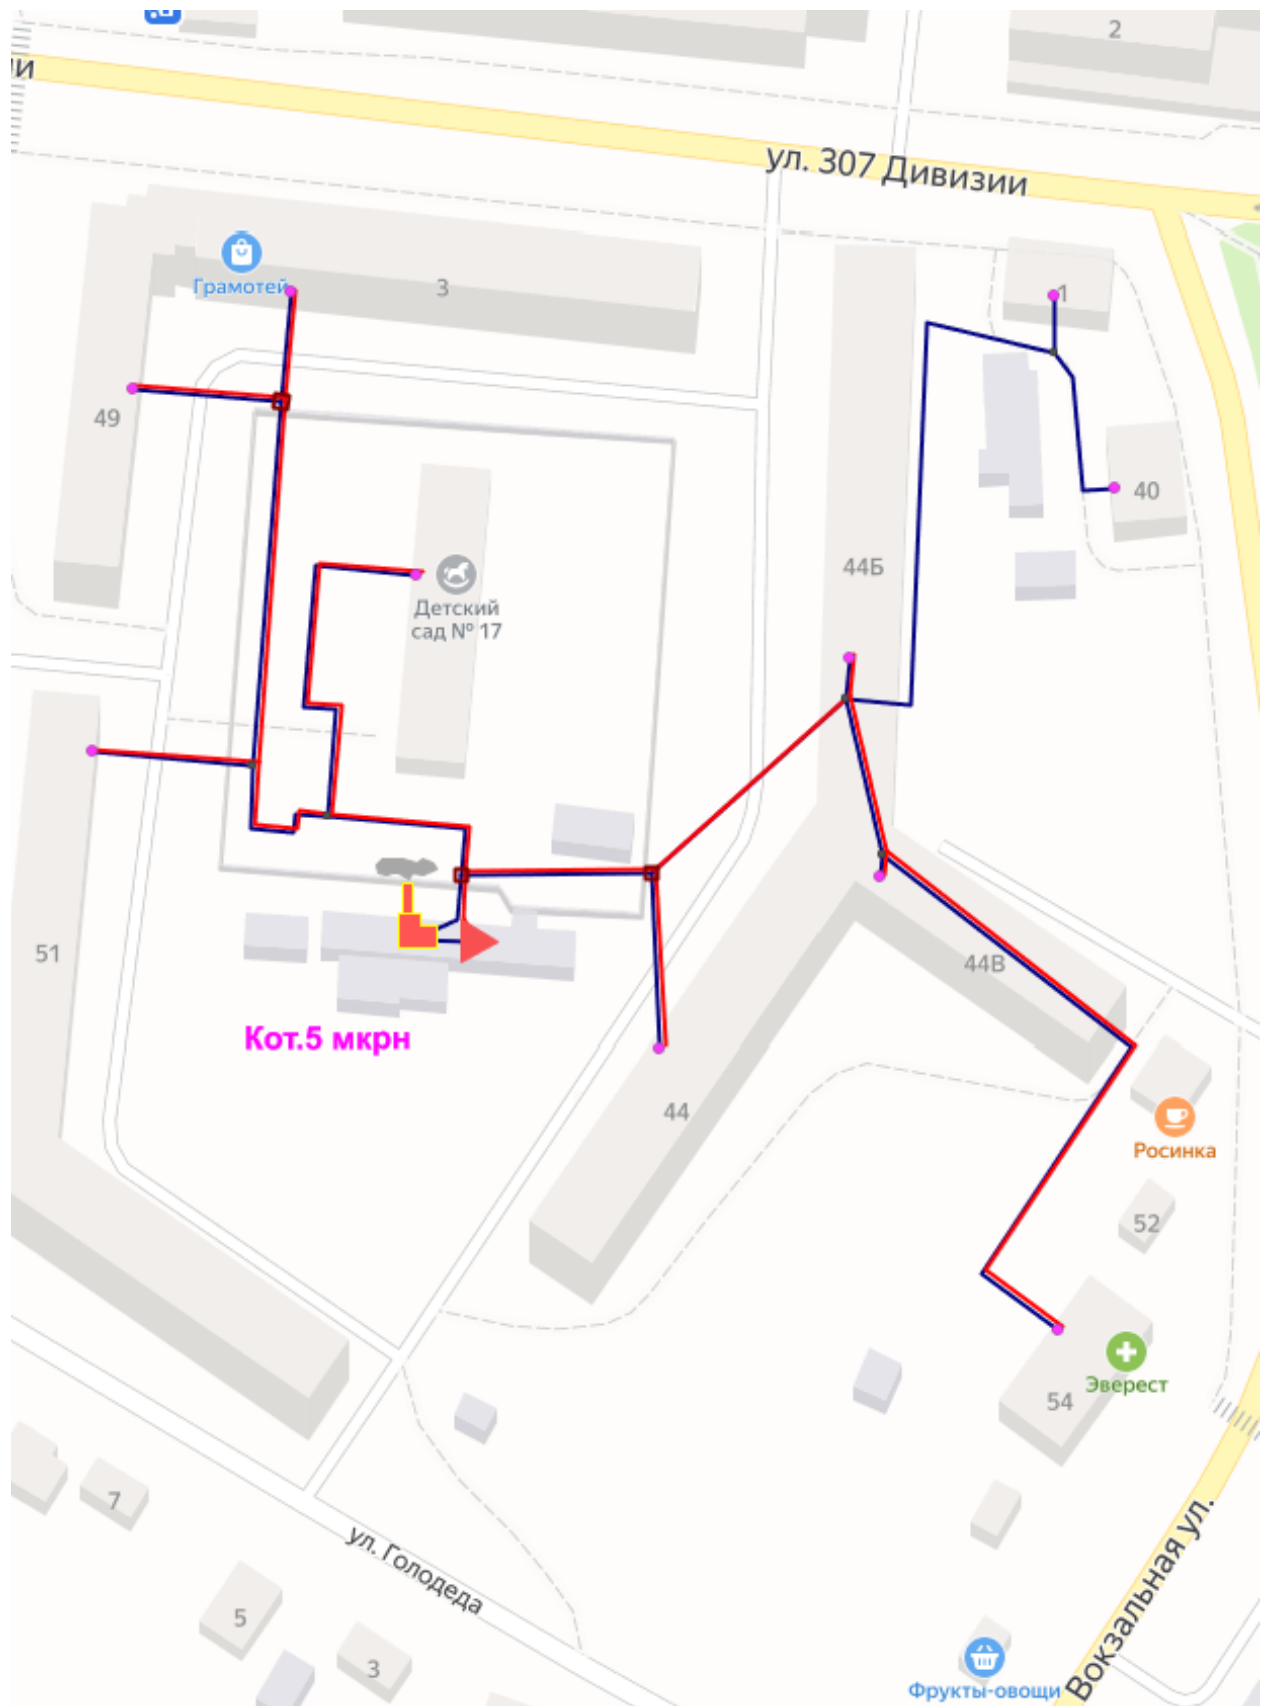 2
и
ул. 307 Дивизии
Грамотей
3
1
49
40
44Б
Детский
сад № 17
51
44В
Кот.5 мкрн
44
Росинка
52
Эверест
54
7
ул. Голодеда
5
3
Вокзальная ул.
Фрукты-овощи